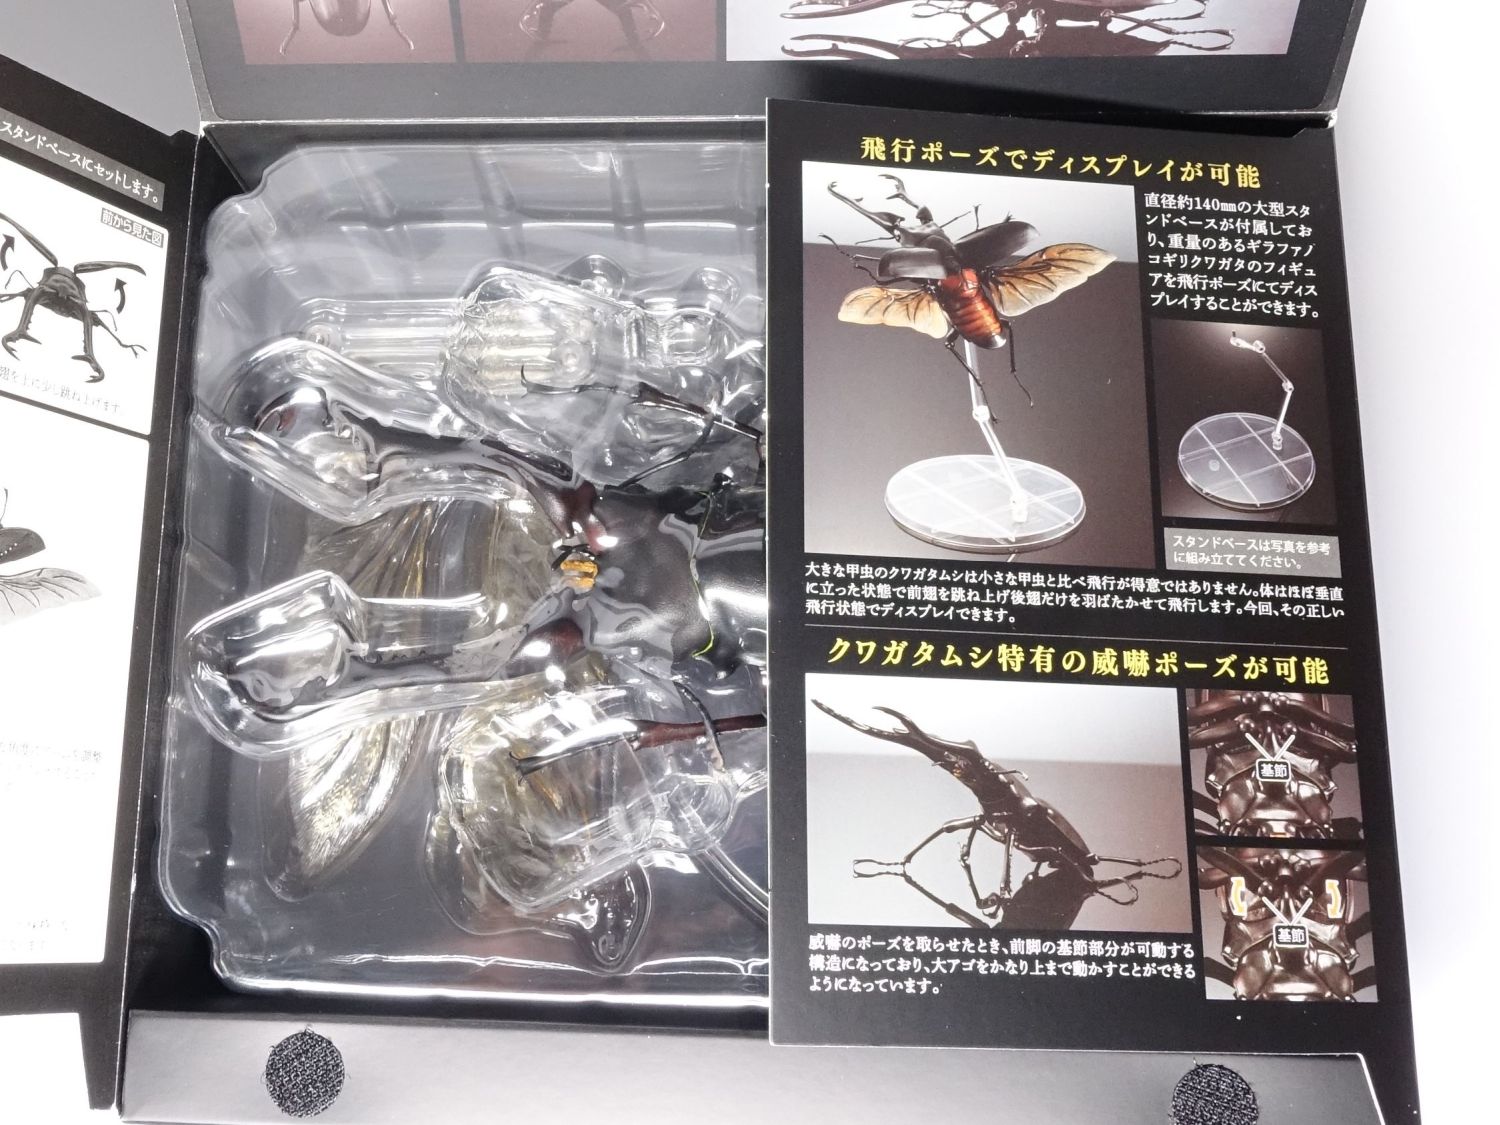 スタンドベースにセットします。
前から見た図
翅を上に少し跳ね上げます。
飛行ポーズでディスプレイが可能
直径約140㎜の大型スタ
ンドベースが付属してお
り、重量のあるギラファノ
コギリクワガタのフィギュ
アを飛行ポーズにてディス
プレイすることができます。
スタンドベースは写真を参考
に組み立ててください。
大きな甲虫のクワガタムシは小さな甲虫と比べ飛行が得意ではありません。体はほぼ垂直
に立った状態で前翅を跳ね上げ後翅だけを羽ばたかせて飛行します。今回、その正しい
飛行状態でディスプレイできます。
クワガタムシ特有の威嚇ポーズが可能
基節
基節
威嚇のポーズを取らせたとき、前脚の基節部分が可動する
構造になっており、大アゴをかなり上まで動かすことができる
ようになっています。